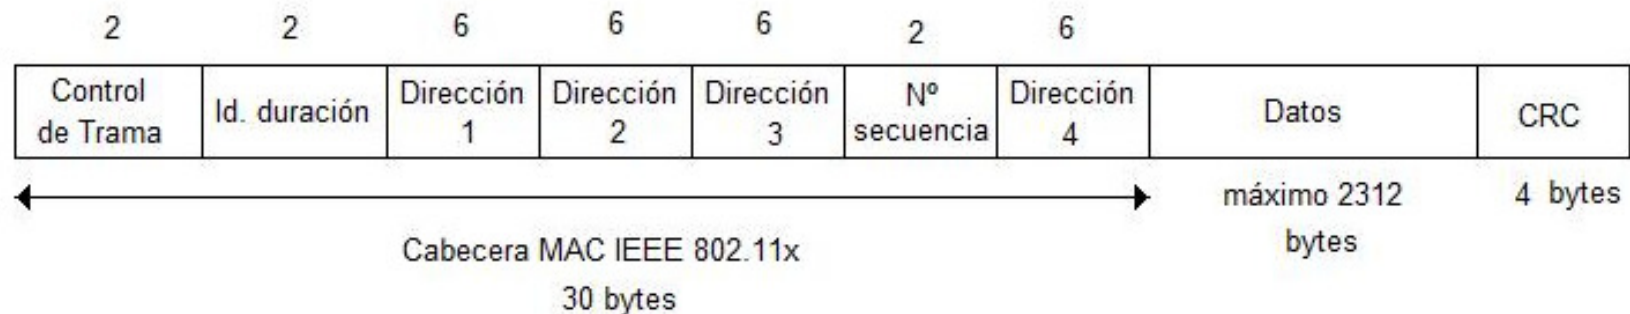 2 2 6 6 6 2 6
Control de Trama
Id. duración
Dirección 1
Dirección 2
Dirección 3
Nº secuencia
Dirección 4
Datos
CRC
máximo 2312 bytes
4 bytes
Cabecera MAC IEEE 802.11x
30 bytes